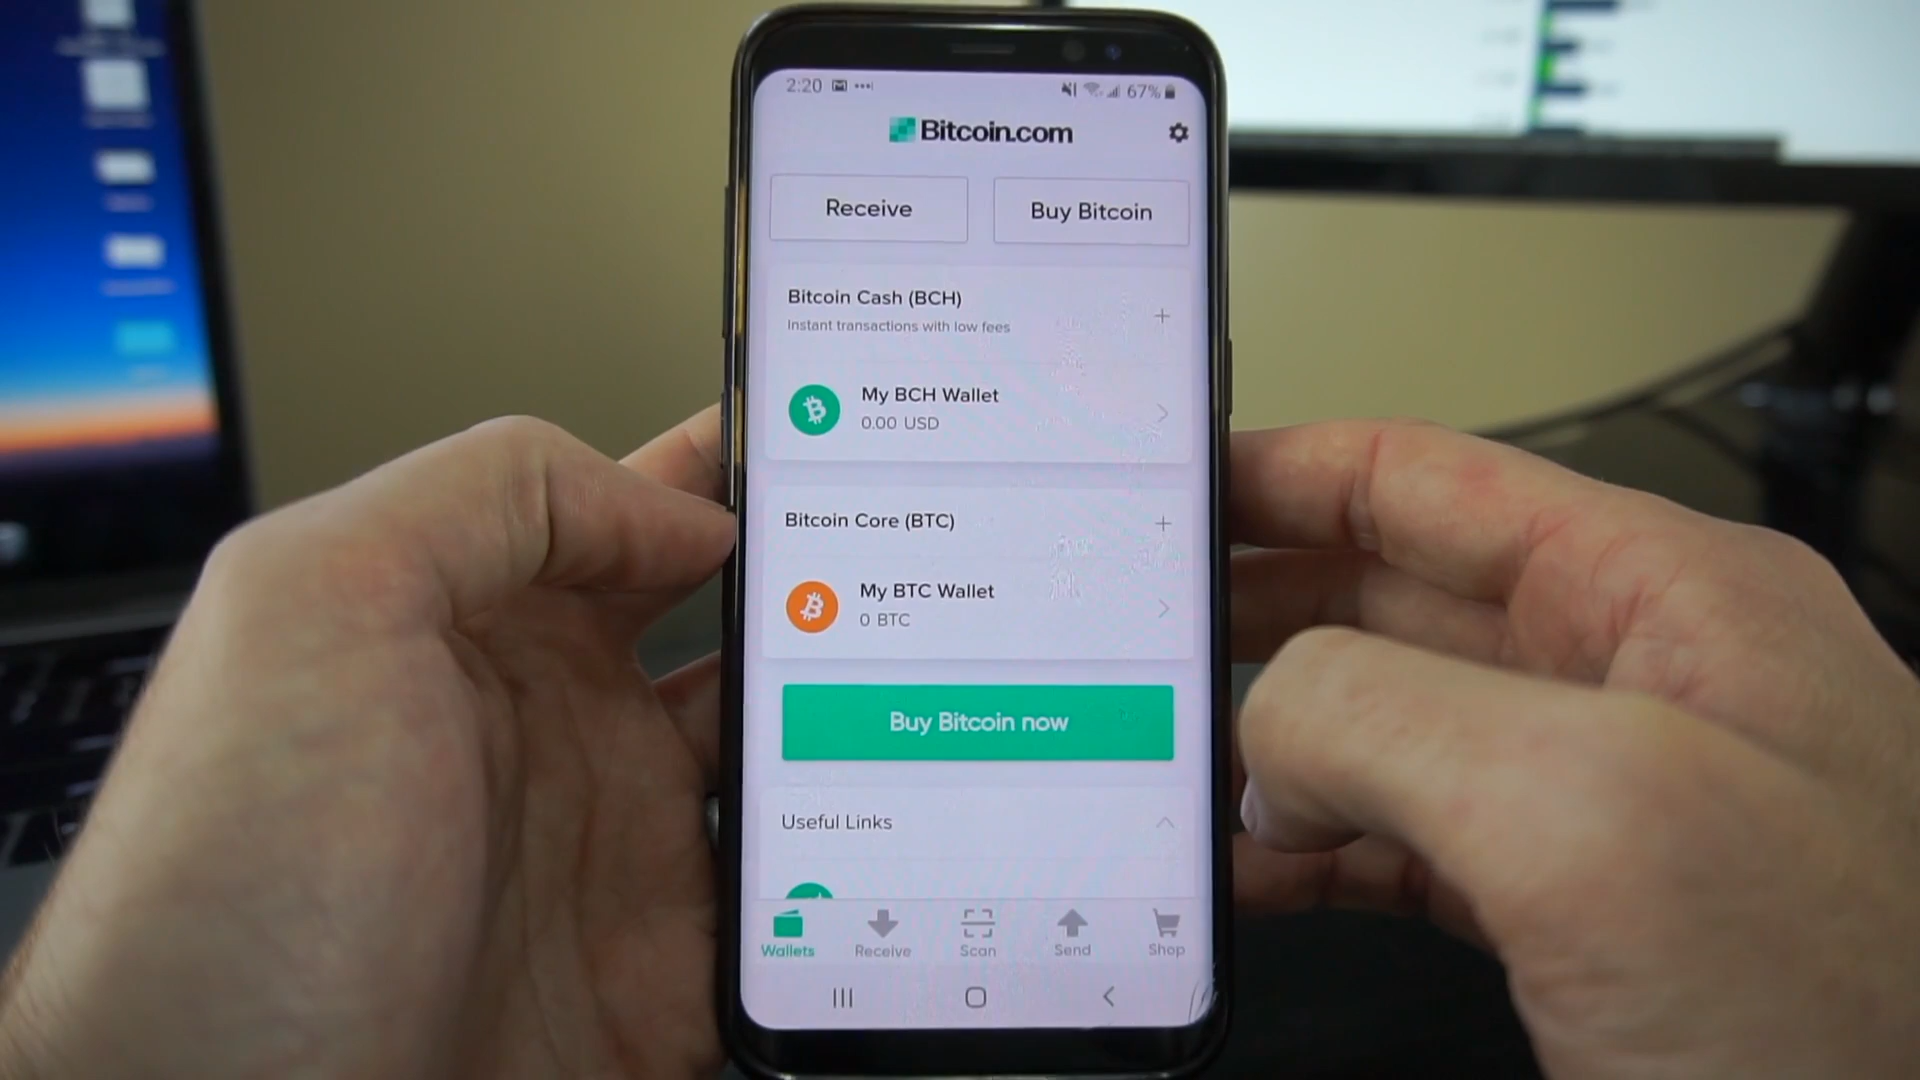 2:20
67%
Bitcoin.com
Receive
Buy Bitcoin
Bitcoin Cash (BCH)
Instant transactions with low fees
+
My BCH Wallet
0.00 USD
Bitcoin Core (BTC)
+
My BTC Wallet
0 BTC
Buy Bitcoin now
Useful Links
Wallets
Receive
Scan
Send
Shop